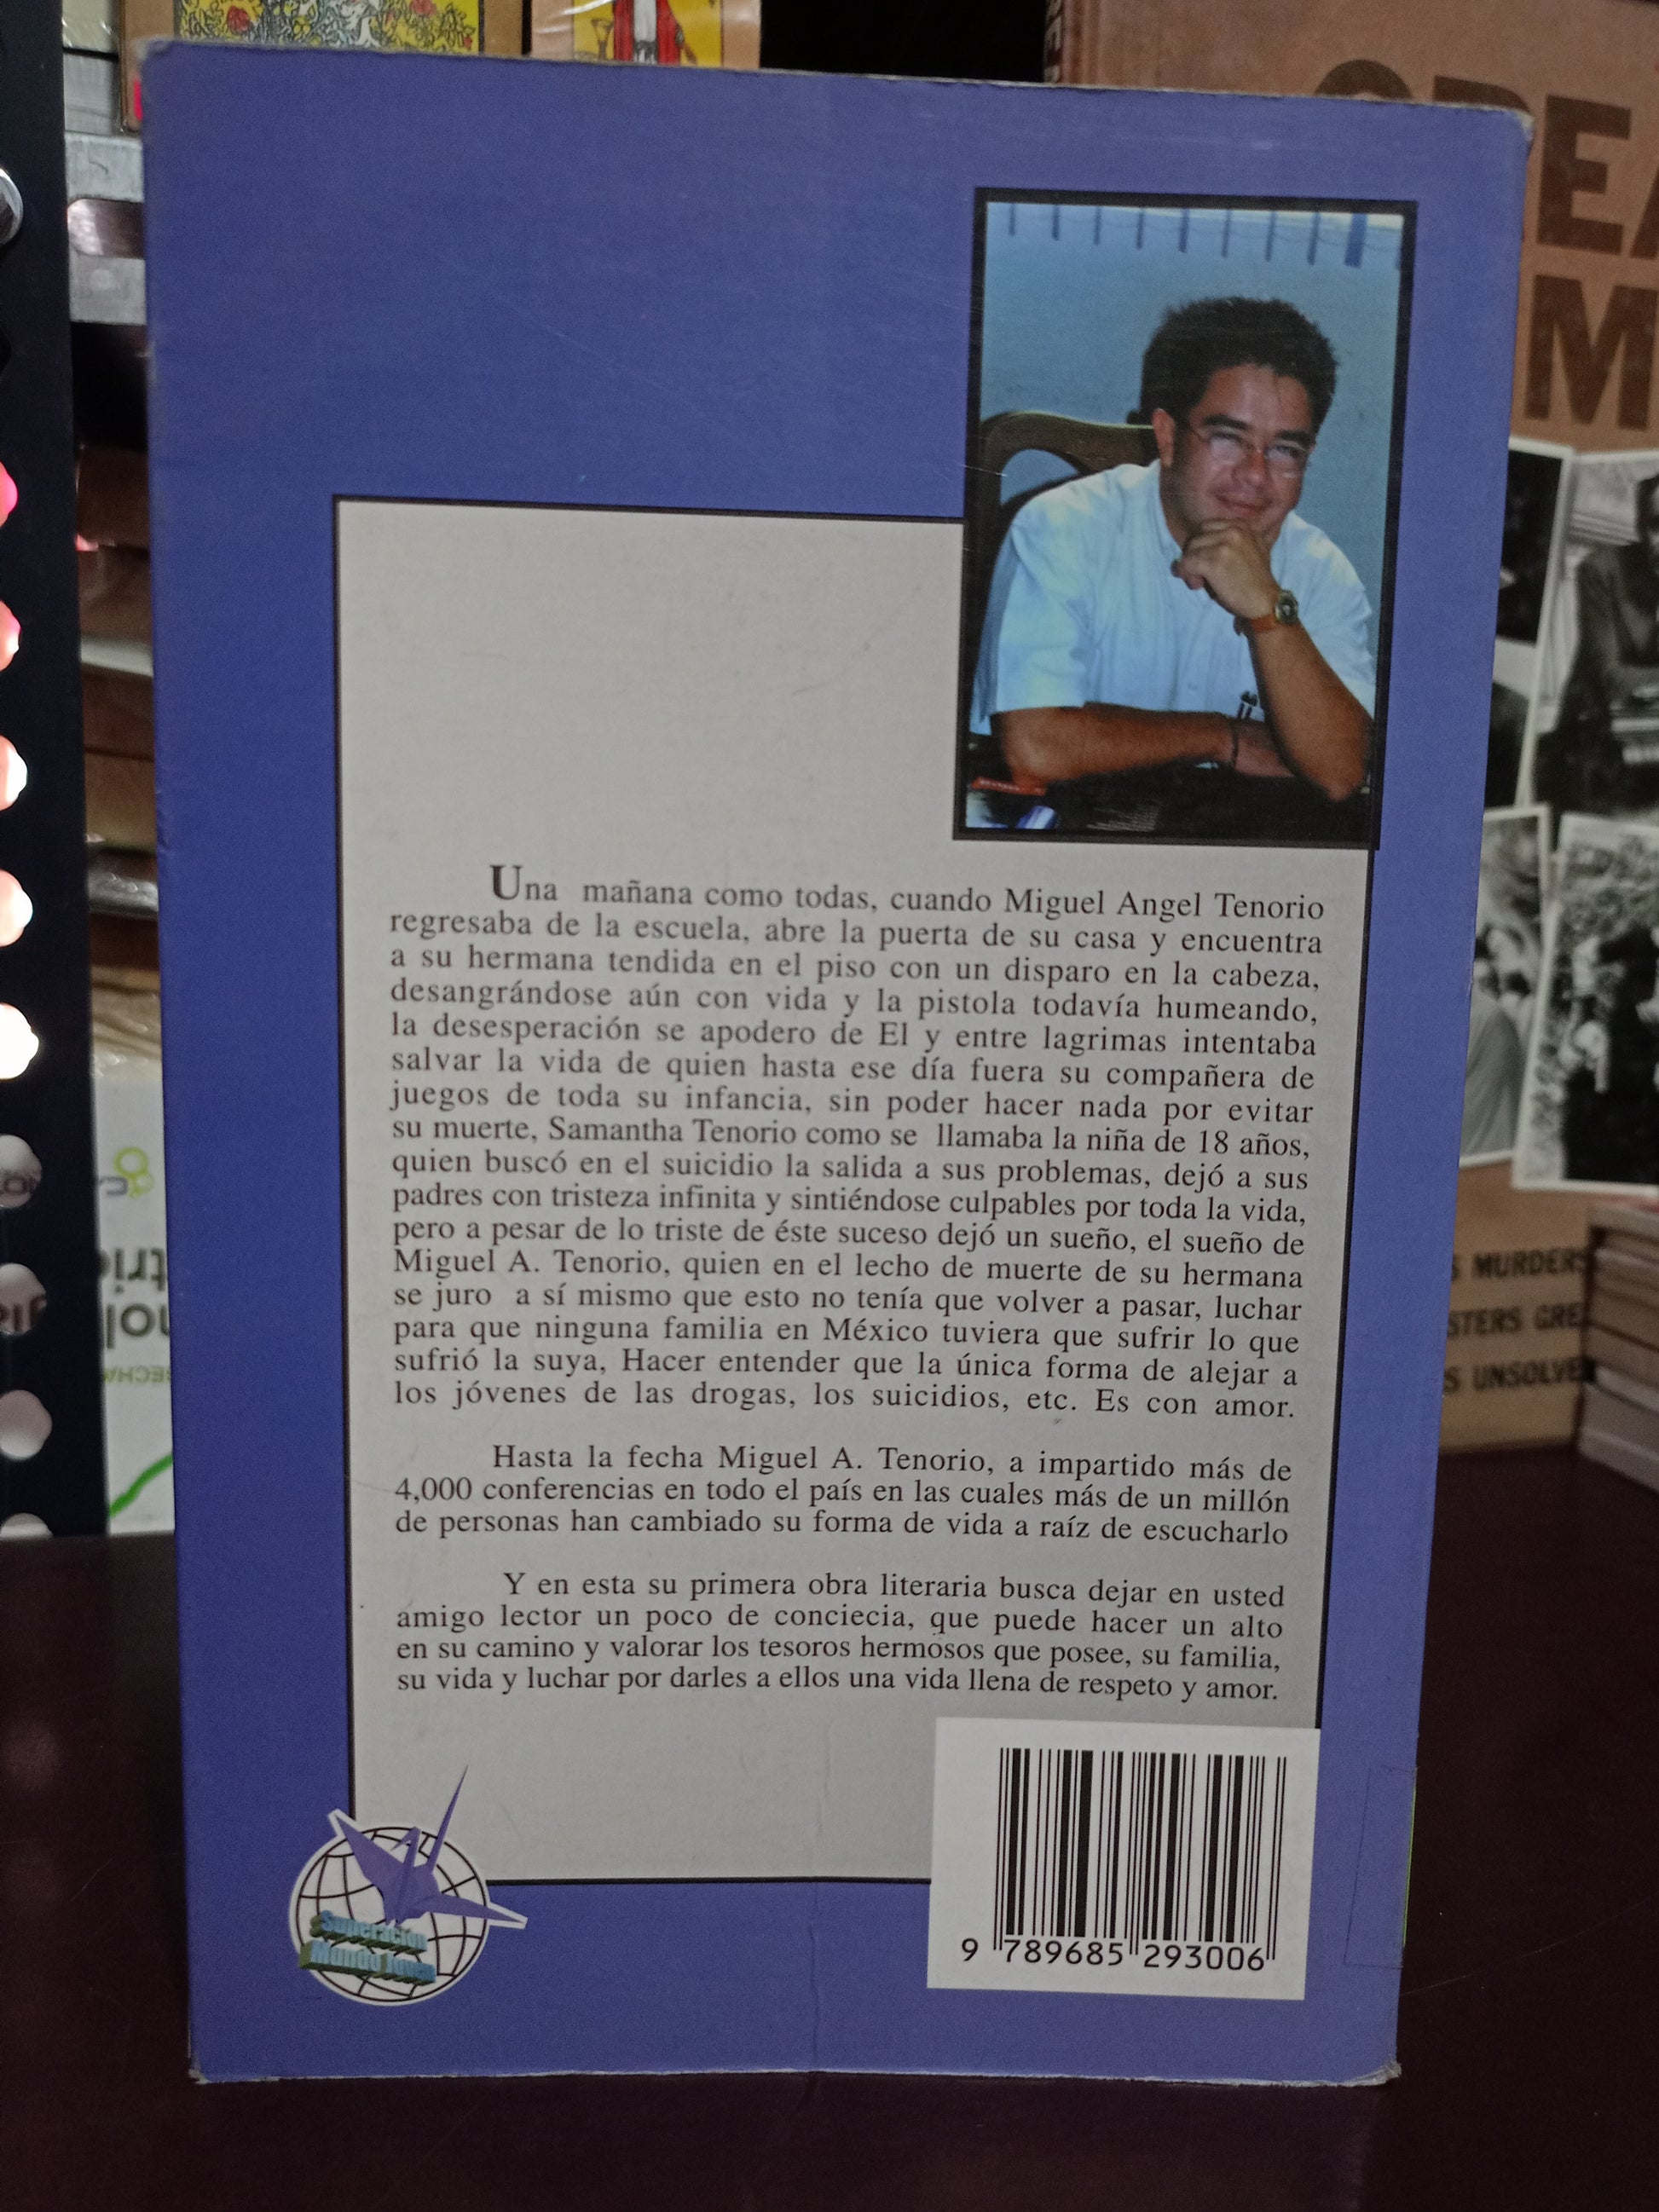 Una mañana como todas, cuando Miguel Angel Tenorio
regresaba de la escuela, abre la puerta de su casa y encuentra
a su hermana tendida en el piso con un disparo en la cabeza,
desangrándose aún con vida y la pistola todavía humeando,
la desesperación se apodero de El y entre lagrimas intentaba
salvar la vida de quien hasta ese día fuera su compañera de
juegos de toda su infancia, sin poder hacer nada por evitar
su muerte, Samantha Tenorio como se llamaba la niña de 18 años,
quien buscó en el suicidio la salida a sus problemas, dejó a sus
padres con tristeza infinita y sintiéndose culpables por toda la vida,
pero a pesar de lo triste de éste suceso dejó un sueño, el sueño de
Miguel A. Tenorio, quien en el lecho de muerte de su hermana
se juro a sí mismo que esto no tenía que volver a pasar, luchar
para que ninguna familia en México tuviera que sufrir lo que
sufrió la suya, Hacer entender que la única forma de alejar a
los jóvenes de las drogas, los suicidios, etc. Es con amor.
Hasta la fecha Miguel A. Tenorio, a impartido más de
4,000 conferencias en todo el país en las cuales más de un millón
de personas han cambiado su forma de vida a raíz de escucharlo
Y en esta su primera obra literaria busca dejar en usted
amigo lector un poco de conciecia, que puede hacer un alto
en su camino y valorar los tesoros hermosos que posee, su familia,
su vida y luchar por darles a ellos una vida llena de respeto y amor.
Superación
Mundo Joven
9 789685 293006
MURDERS
UNSOLVE